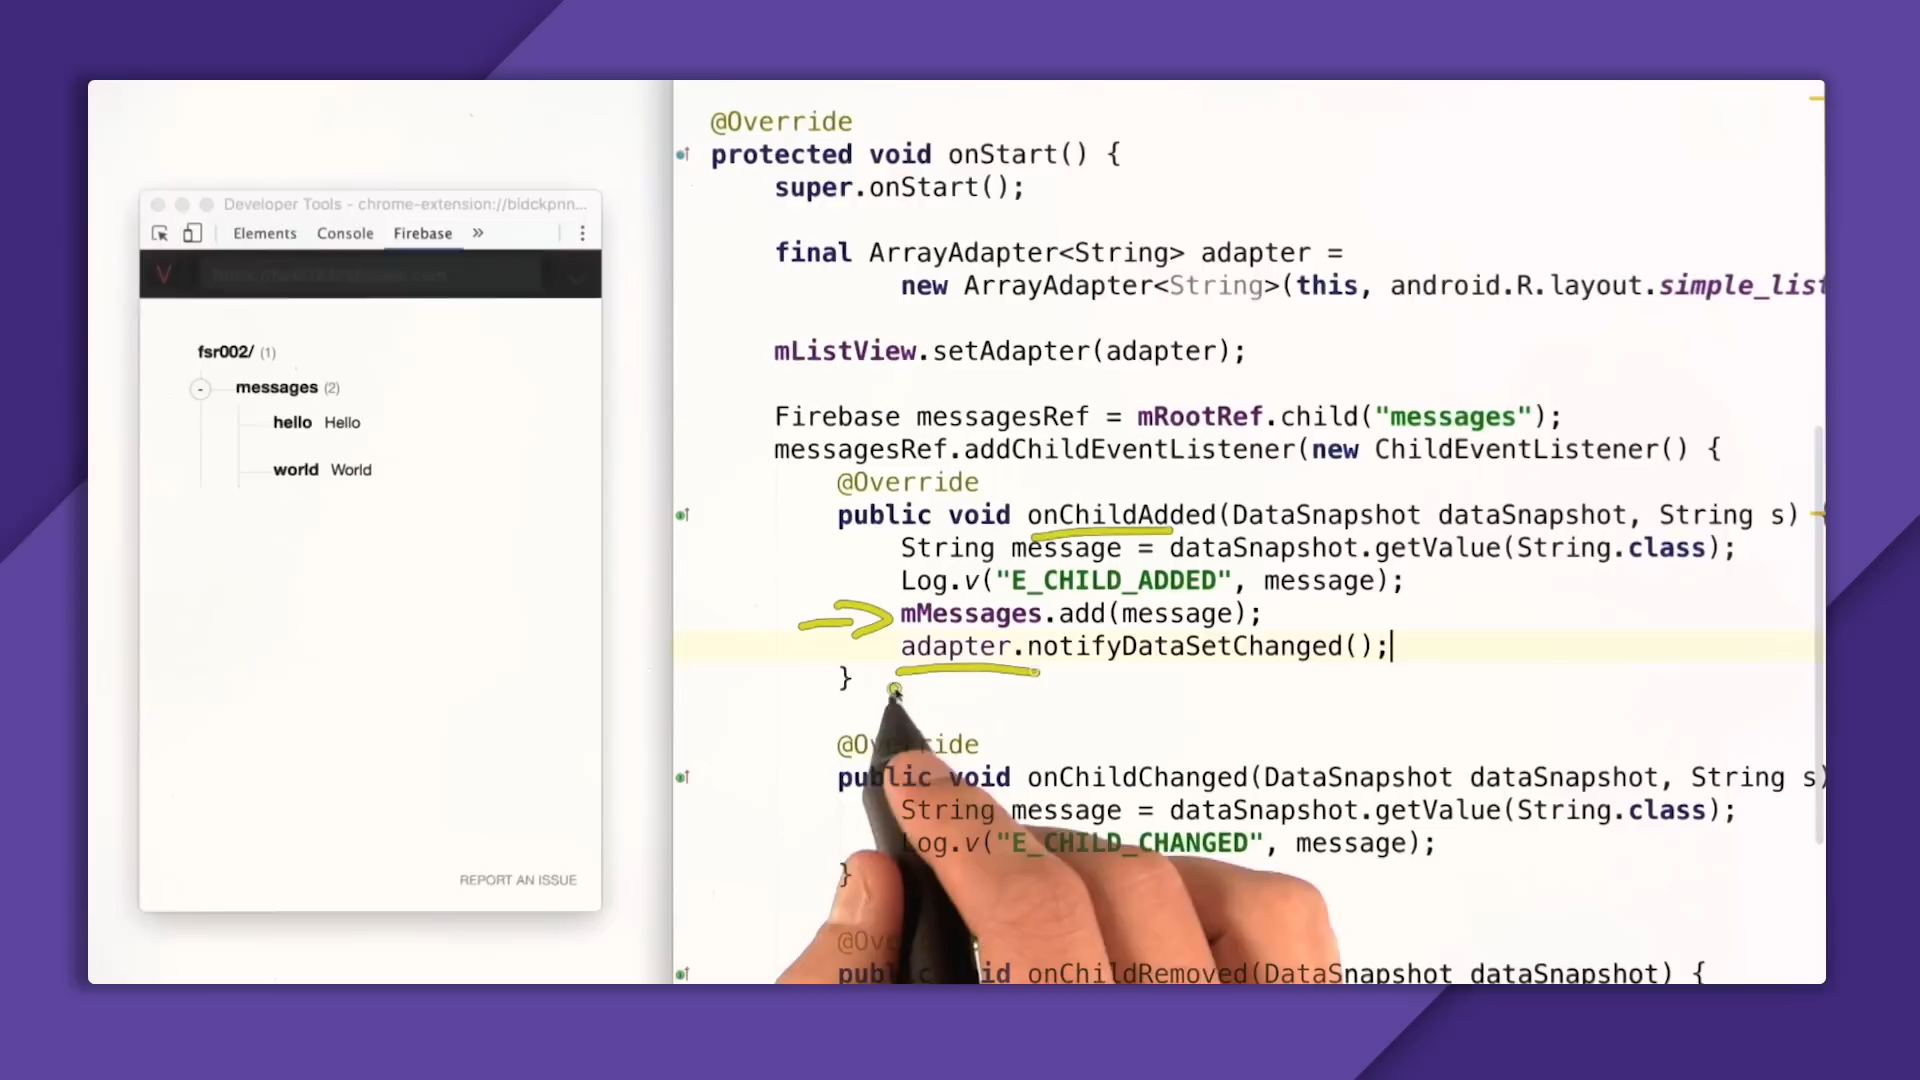 Developer Tools - chrome-extension://bidckpnn...
Elements Console Firebase »
fsr002/ (1)
messages (2)
hello Hello
world World
REPORT AN ISSUE
@Override
protected void onStart() {
super.onStart();
final ArrayAdapter<String> adapter =
new ArrayAdapter<String>(this, android.R.layout.simple_list
mListView.setAdapter(adapter);
Firebase messagesRef = mRootRef.child("messages");
messagesRef.addChildEventListener(new ChildEventListener() {
@Override
public void onChildAdded(DataSnapshot dataSnapshot, String s) {
String message = dataSnapshot.getValue(String.class);
Log.v("E_CHILD_ADDED", message);
mMessages.add(message);
adapter.notifyDataSetChanged();
}
@Override
public void onChildChanged(DataSnapshot dataSnapshot, String s)
String message = dataSnapshot.getValue(String.class);
Log.v("E_CHILD_CHANGED", message);
}
public void onChildRemoved(DataSnapshot dataSnapshot) {